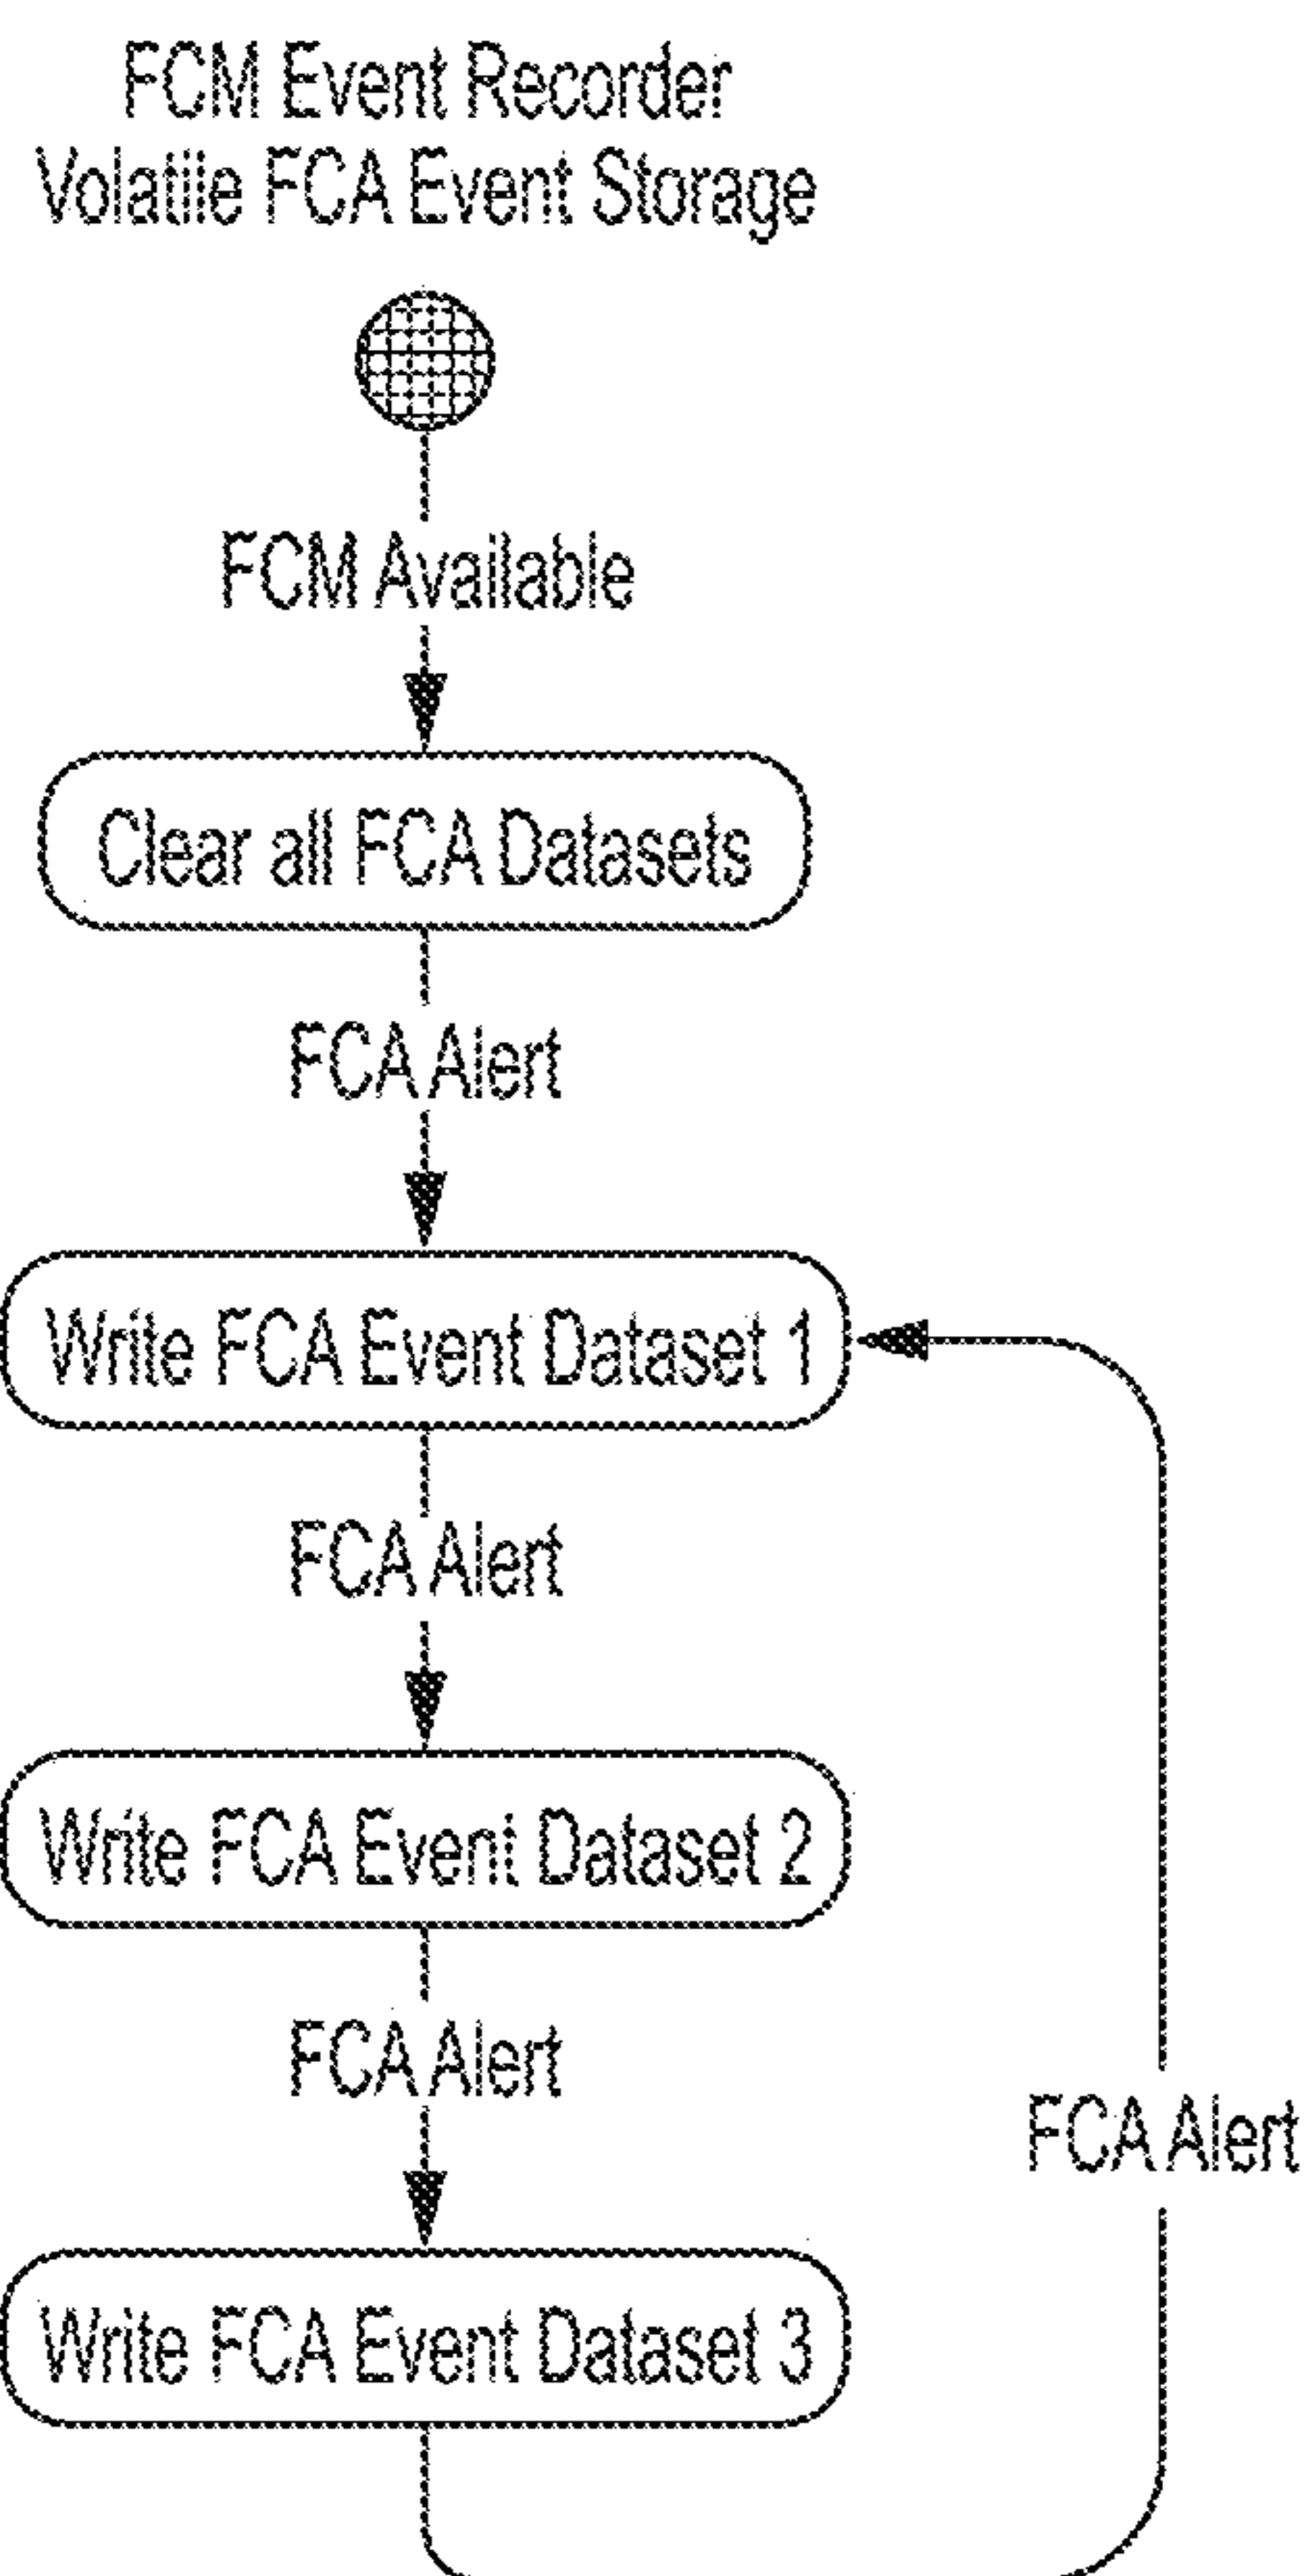 FCM Event Recorder
Volatile FCA Event Storage
FCM Available
Clear all FCA Datasets
FCA Alert
Write FCA Event Dataset 1
FCA Alert
Write FCA Event Dataset 2
FCA Alert
FCA Alert
Write FCA Event Dataset 3